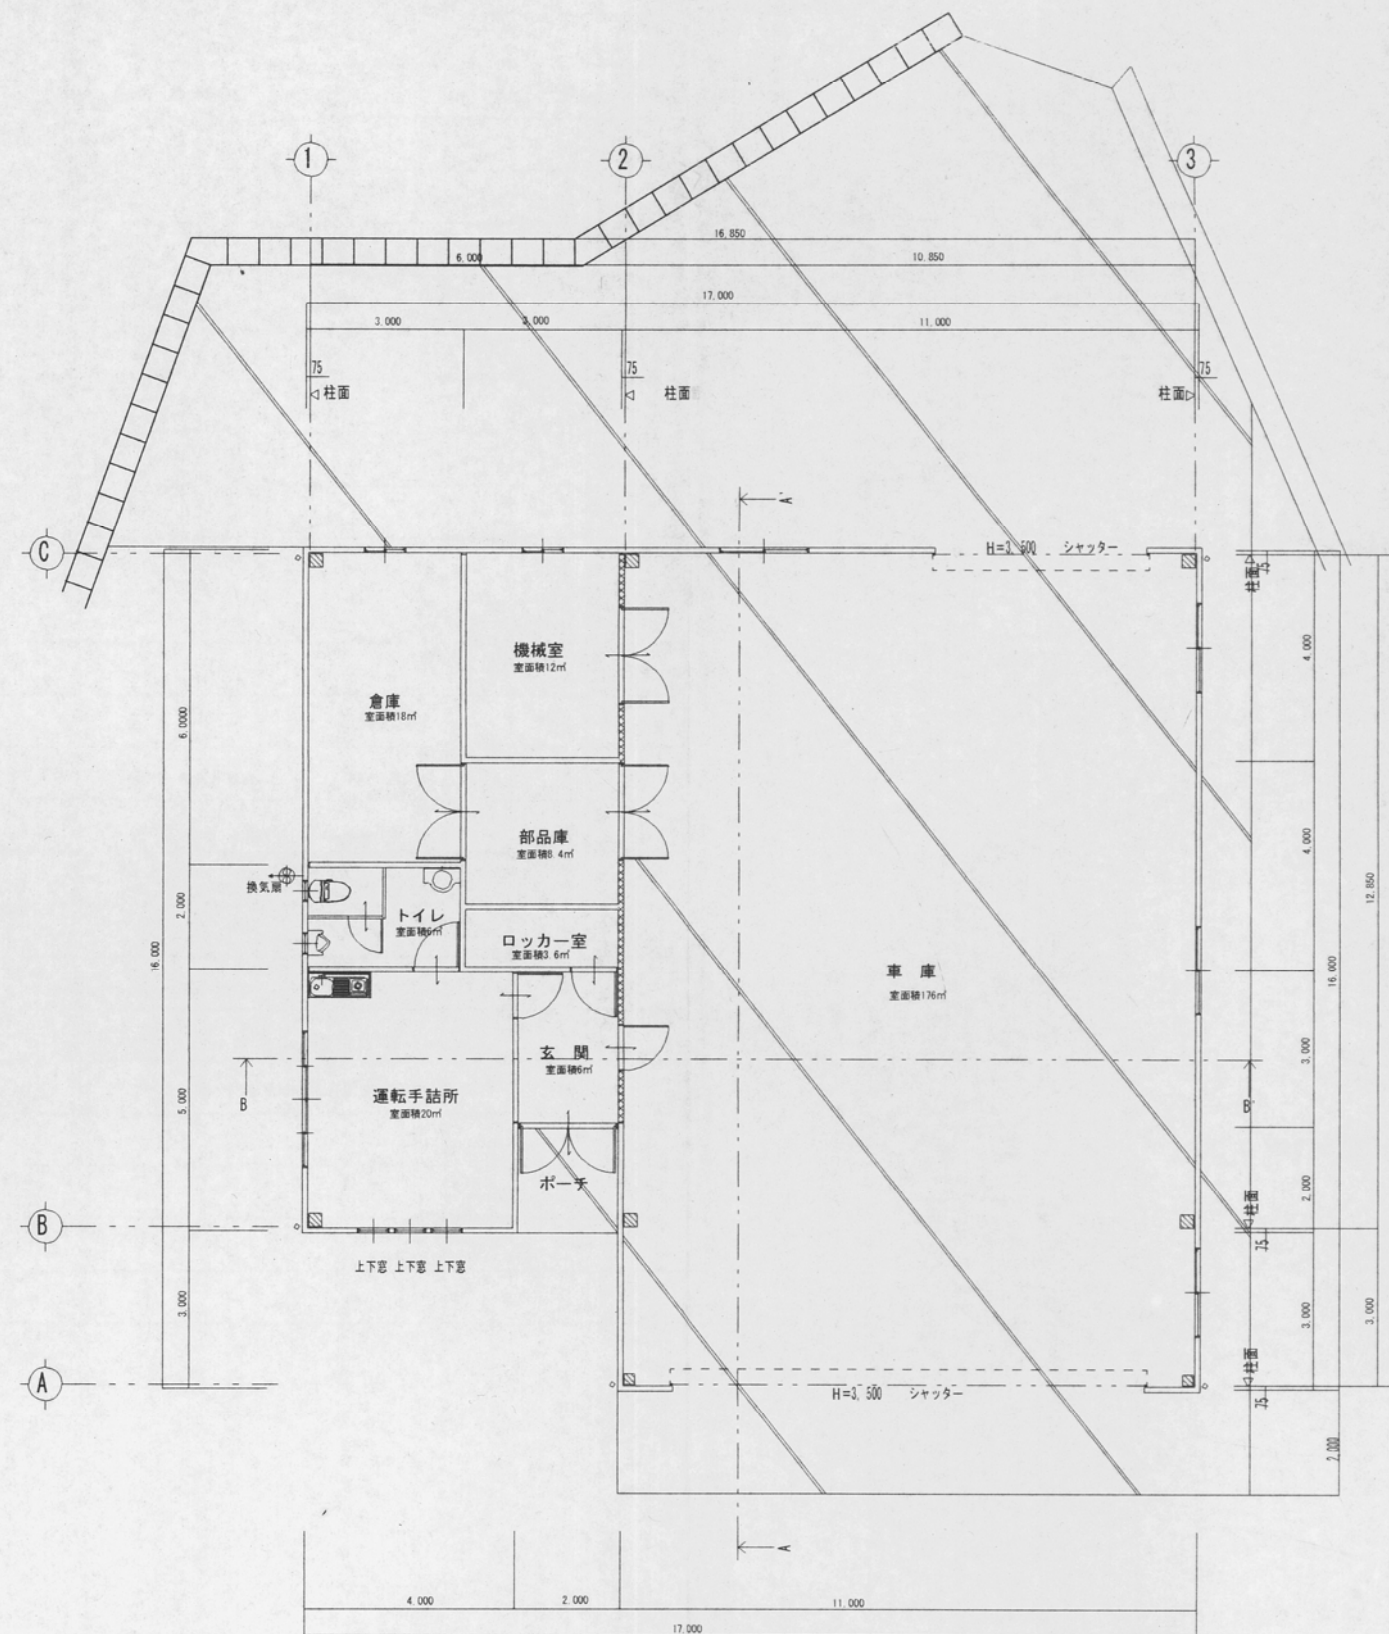 1
2
3
16,850
6,000
10,850
17,000
3,000
3,000
11,000
75
75
75
柱面
柱面
柱面
A
C
H=3,500 シャッター
柱面
75
機械室
室面積12㎡
4,000
倉庫
室面積18㎡
6,0000
部品庫
室面積8.4㎡
4,000
12,850
換気扇
2,000
トイレ
室面積6㎡
ロッカー室
室面積3.6㎡
16,000
車 庫
室面積176㎡
16,000
玄 関
室面積6㎡
3,000
運転手詰所
室面積20㎡
5,000
B
B
ポーチ
2,000
柱面
B
75
上下窓 上下窓 上下窓
3,000
3,000
3,000
柱面
A
H=3,500 シャッター
75
2,000
A
4,000
2,000
11,000
17,000